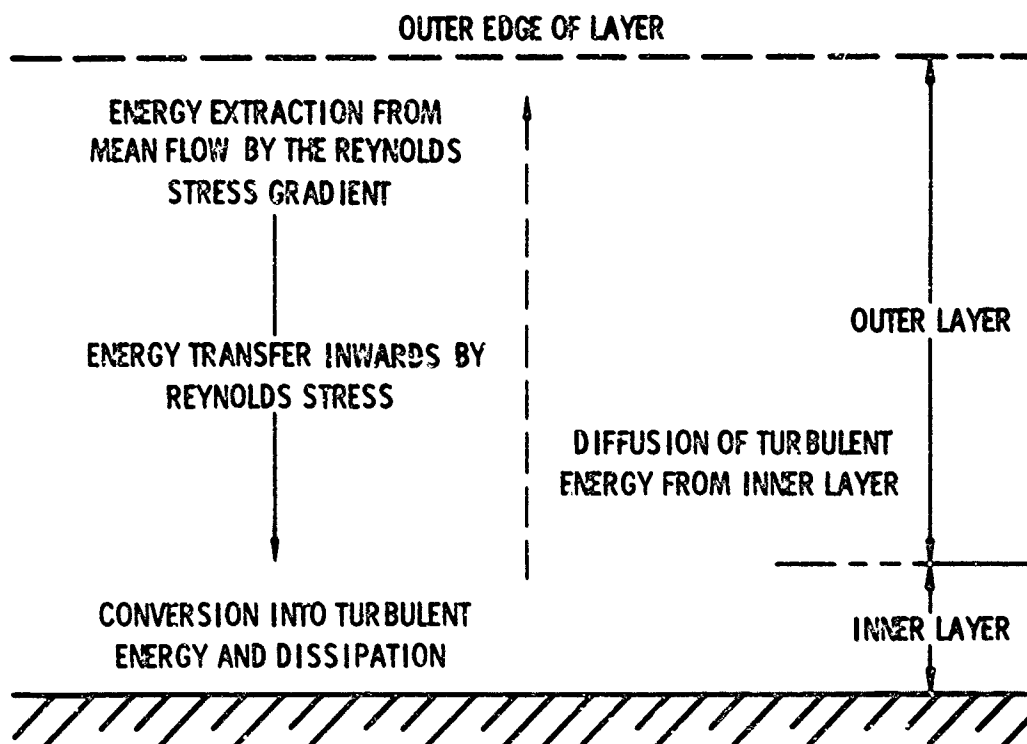 OUTER EDGE OF LAYER
ENERGY EXTRACTION FROM
MEAN FLOW BY THE REYNOLDS
STRESS GRADIENT
ENERGY TRANSFER INWARDS BY
REYNOLDS STRESS
OUTER LAYER
DIFFUSION OF TURBULENT
ENERGY FROM INNER LAYER
CONVERSION INTO TURBULENT
ENERGY AND DISSIPATION
INNER LAYER